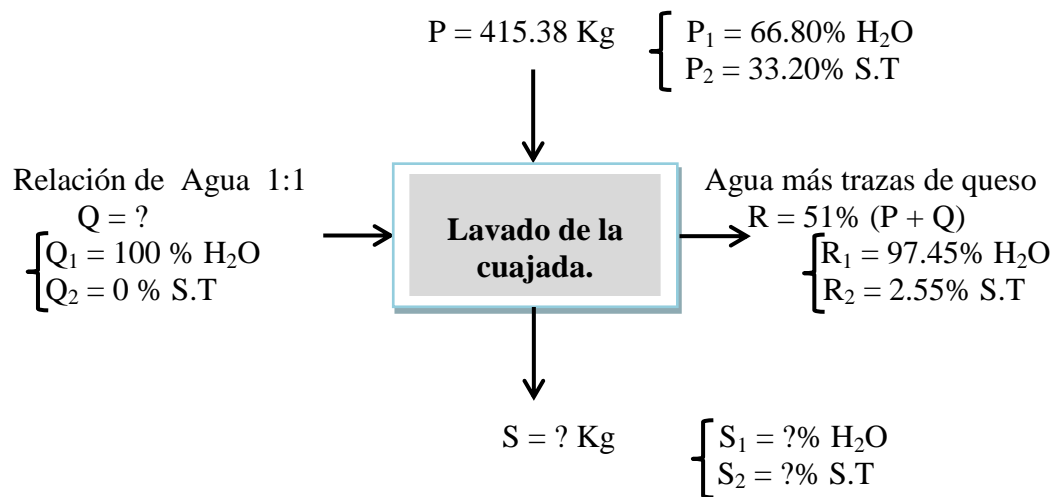 P = 415.38 Kg
P₁ = 66.80% H₂O
P₂ = 33.20% S.T
Relación de Agua 1:1
Q = ?
Q₁ = 100 % H₂O
Q₂ = 0 % S.T
Lavado de la
cuajada.
Agua más trazas de queso
R = 51% (P + Q)
R₁ = 97.45% H₂O
R₂ = 2.55% S.T
S = ? Kg
S₁ = ?% H₂O
S₂ = ?% S.T